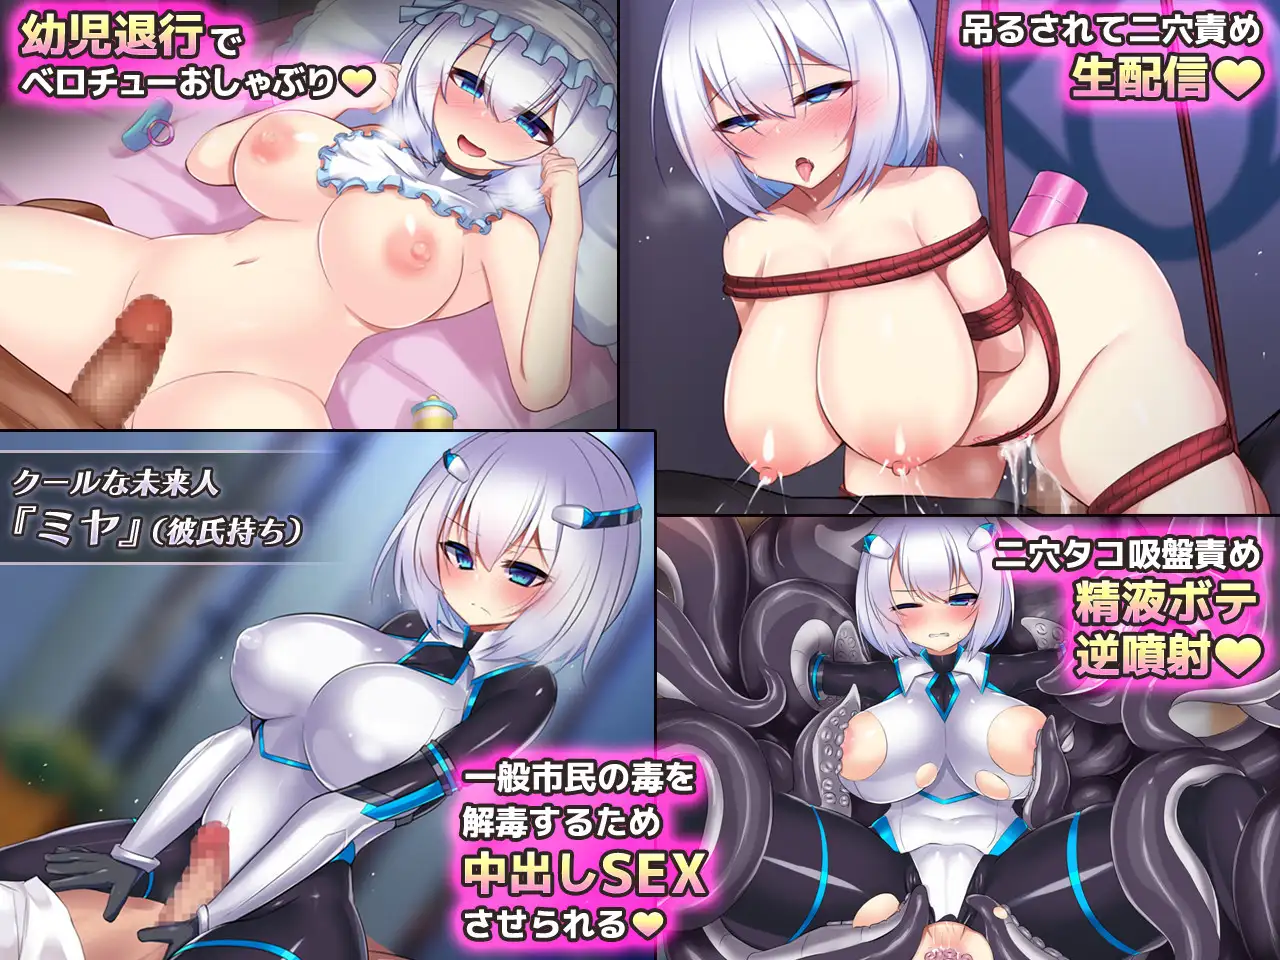 幼児退行で
ベロチューおしゃぶり♥
吊るされて二穴責め
生配信♥
クールな未来人
『ミヤ』(彼氏持ち)
一般市民の毒を
解毒するため
中出しSEX
させられる♥
二穴タコ吸盤責め
精液ボテ
逆噴射♥